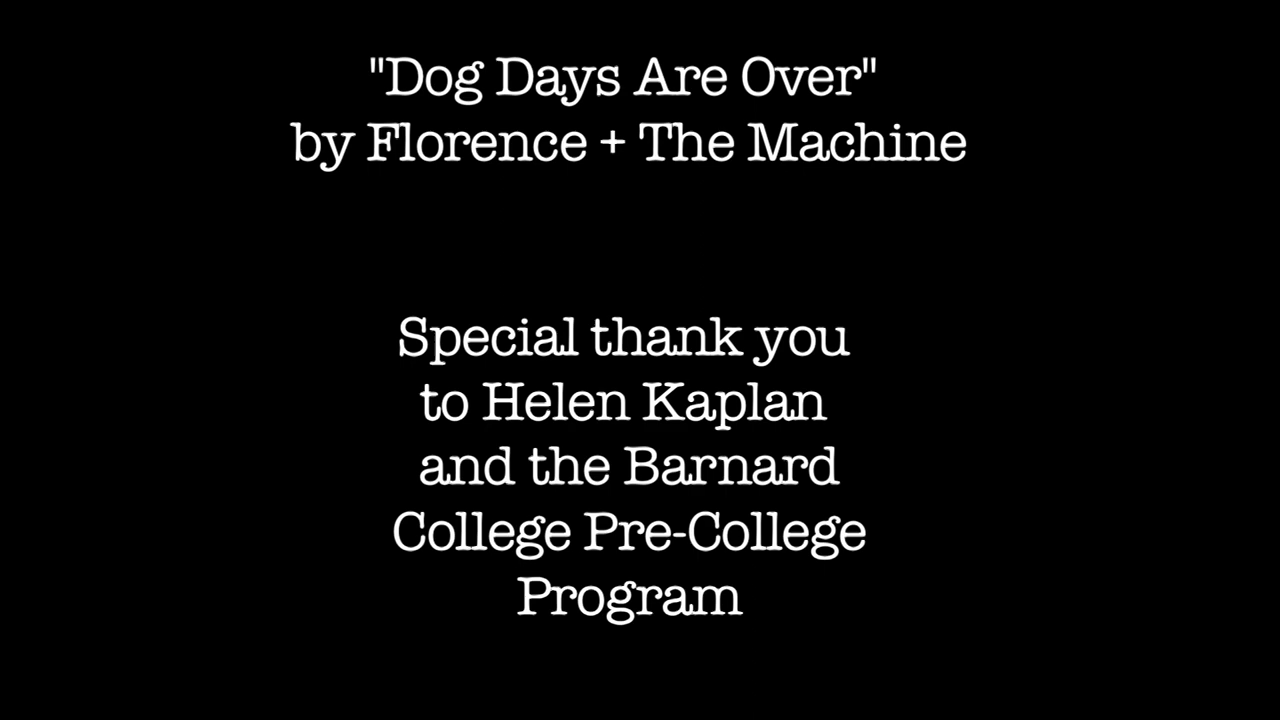 "Dog Days Are Over"
by Florence + The Machine
Special thank you
to Helen Kaplan
and the Barnard
College Pre-College
Program